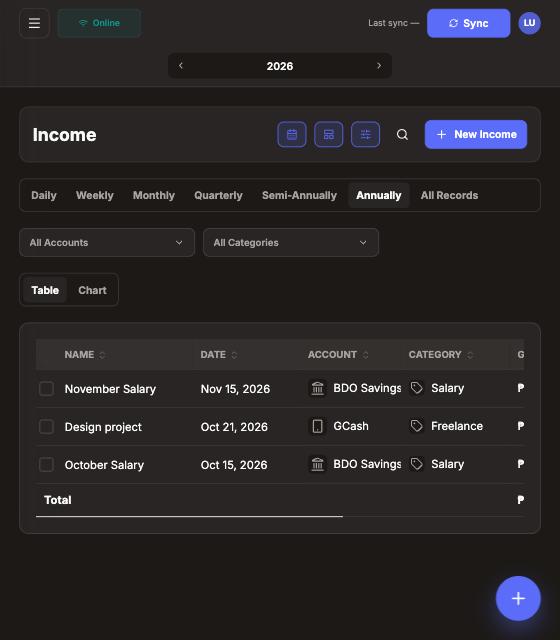 Online
Last sync —
Sync
LU
2026
Income
New Income
Daily Weekly Monthly Quarterly Semi-Annually Annually All Records
All Accounts All Categories
Table Chart
NAME DATE ACCOUNT CATEGORY G
November Salary Nov 15, 2026 BDO Savings Salary ₱
Design project Oct 21, 2026 GCash Freelance ₱
October Salary Oct 15, 2026 BDO Savings Salary ₱
Total ₱